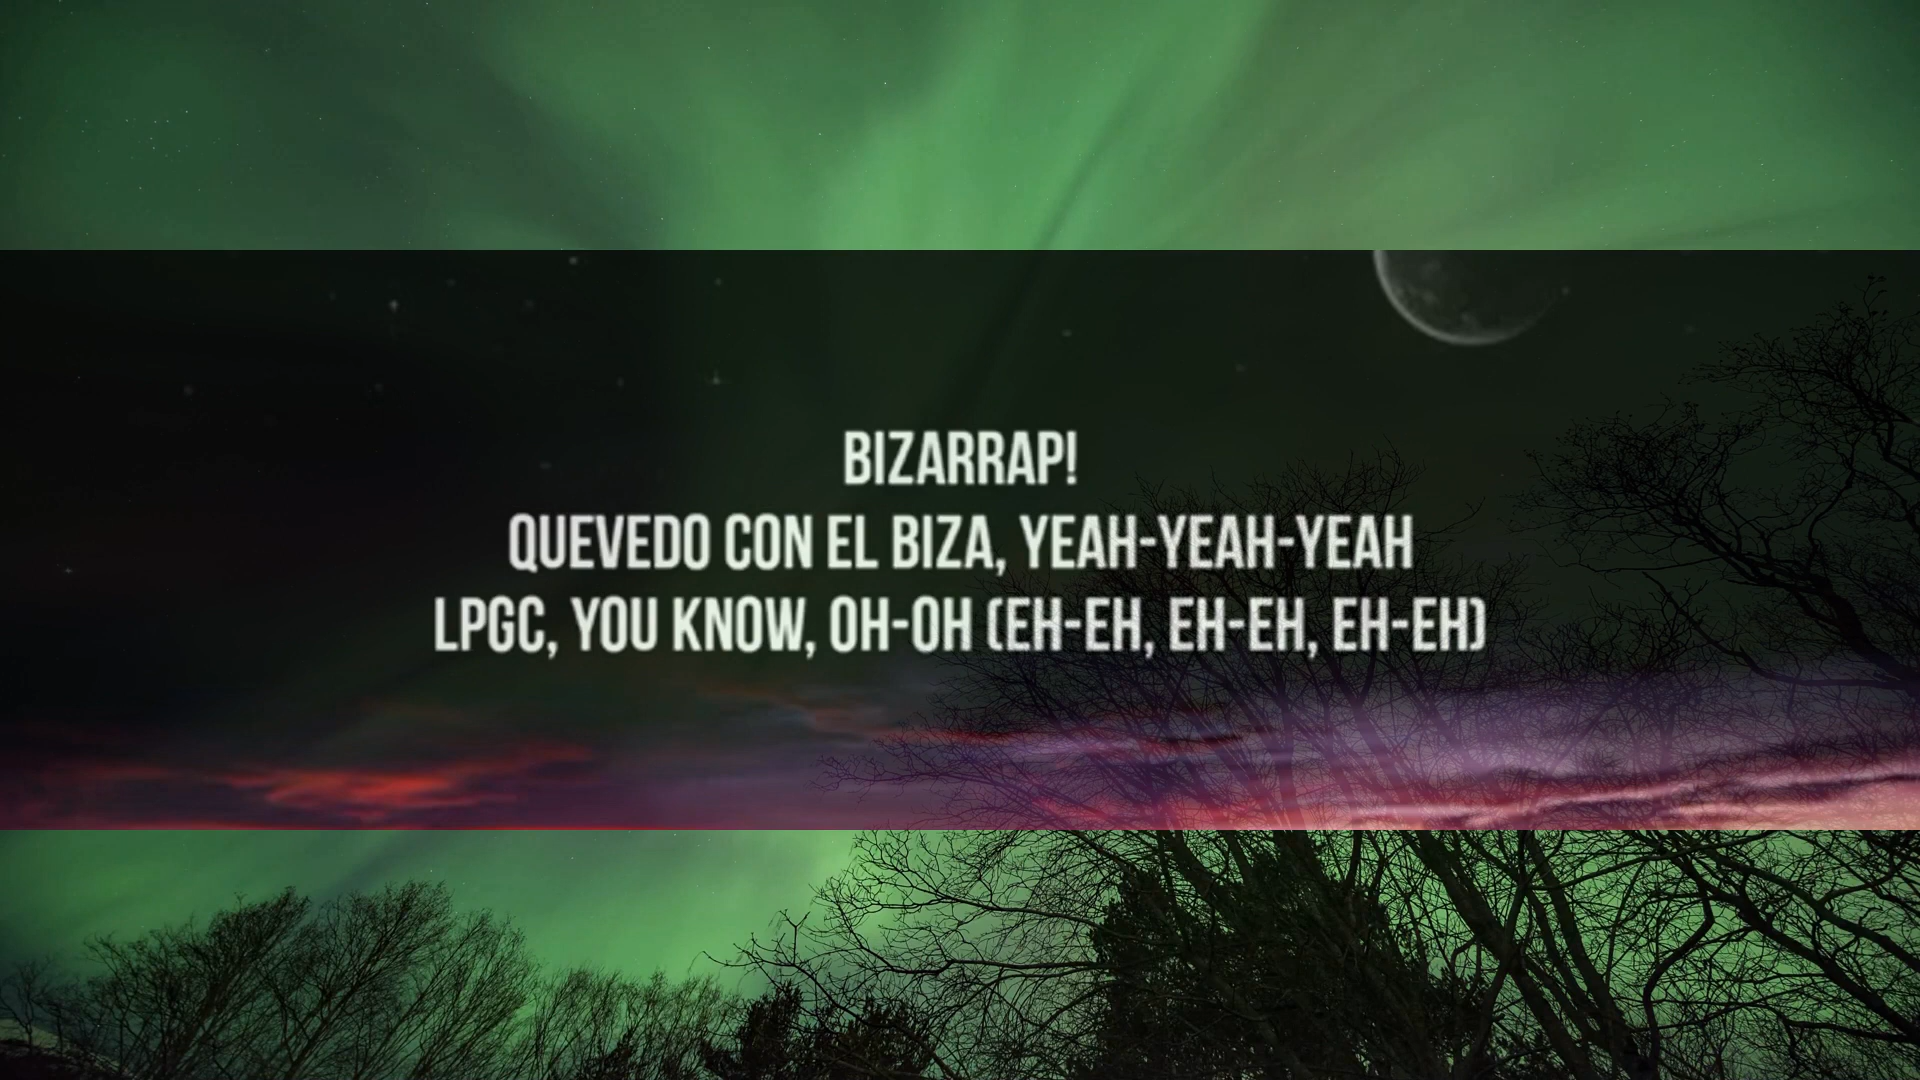 BIZARRAP!
QUEVEDO CON EL BIZA, YEAH-YEAH-YEAH
LPGC, YOU KNOW, OH-OH (EH-EH, EH-EH, EH-EH)